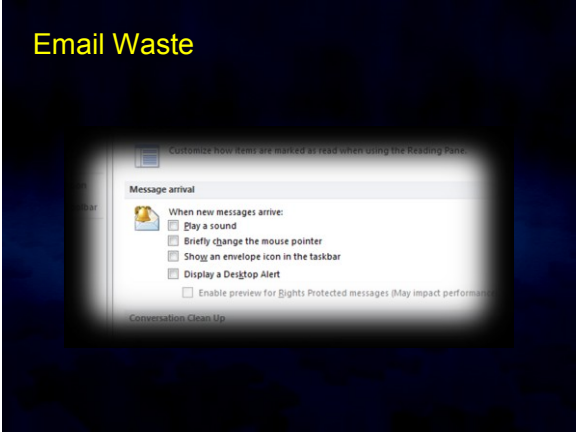 Email Waste
Customize how items are marked as read when using the Reading Pane.
Message arrival
When new messages arrive:
Play a sound
Briefly change the mouse pointer
Show an envelope icon in the taskbar
Display a Desktop Alert
Enable preview for Rights Protected messages (May impact performance
Conversation Clean Up